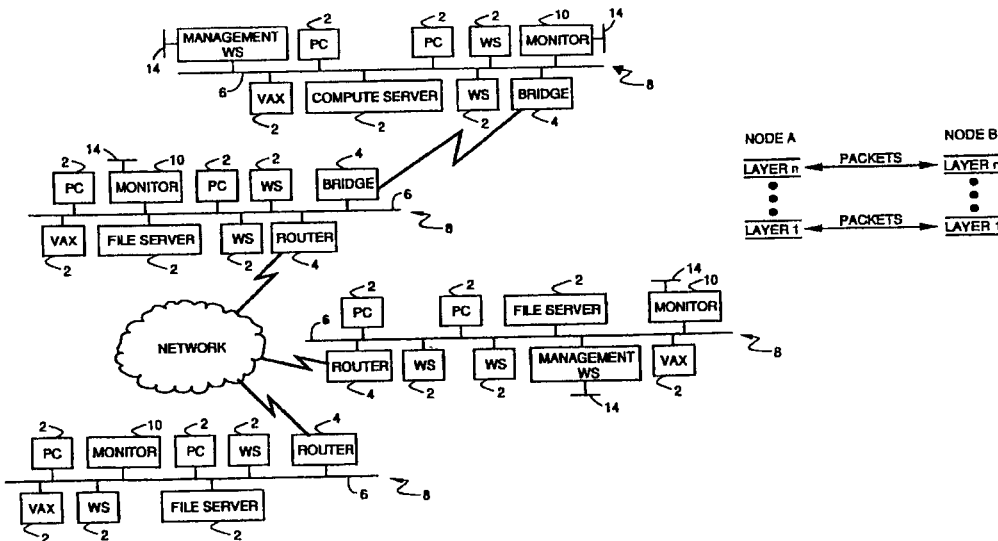 14 MANAGEMENT WS 2 PC 2 PC 2 WS 10 MONITOR 14
6 8
VAX 2 COMPUTE SERVER 2 WS 2 BRIDGE 4
2 PC 14 10 MONITOR 2 PC 2 WS 4 BRIDGE 6
8
VAX 2 FILE SERVER 2 WS 2 ROUTER 4
NODE A NODE B
LAYER n PACKETS LAYER n
LAYER 1 PACKETS LAYER 1
NETWORK
6 2 PC 2 PC 2 FILE SERVER 14 10 MONITOR
8
ROUTER 4 WS 2 WS 2 MANAGEMENT WS 14 VAX 2
2 PC 10 MONITOR 2 PC 2 WS 4 ROUTER
6 8
VAX 2 WS 2 FILE SERVER 2